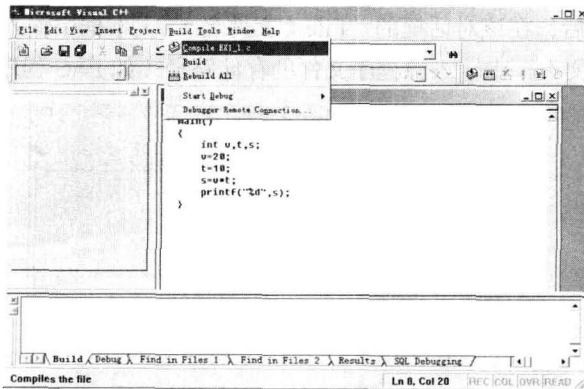 Microsoft Visual C++
File Edit View Insert Project Build Tools Window Help
Compile EX1_1.c
Build
Rebuild All
Start Debug
Debugger Remote Connection...
main()
{
int v,t,s;
v=20;
t=10;
s=v*t;
printf("%d",s);
}
Build Debug Find in Files 1 Find in Files 2 Results SQL Debugging
Compiles the file Ln 8, Col 20 REC COL OVR READ